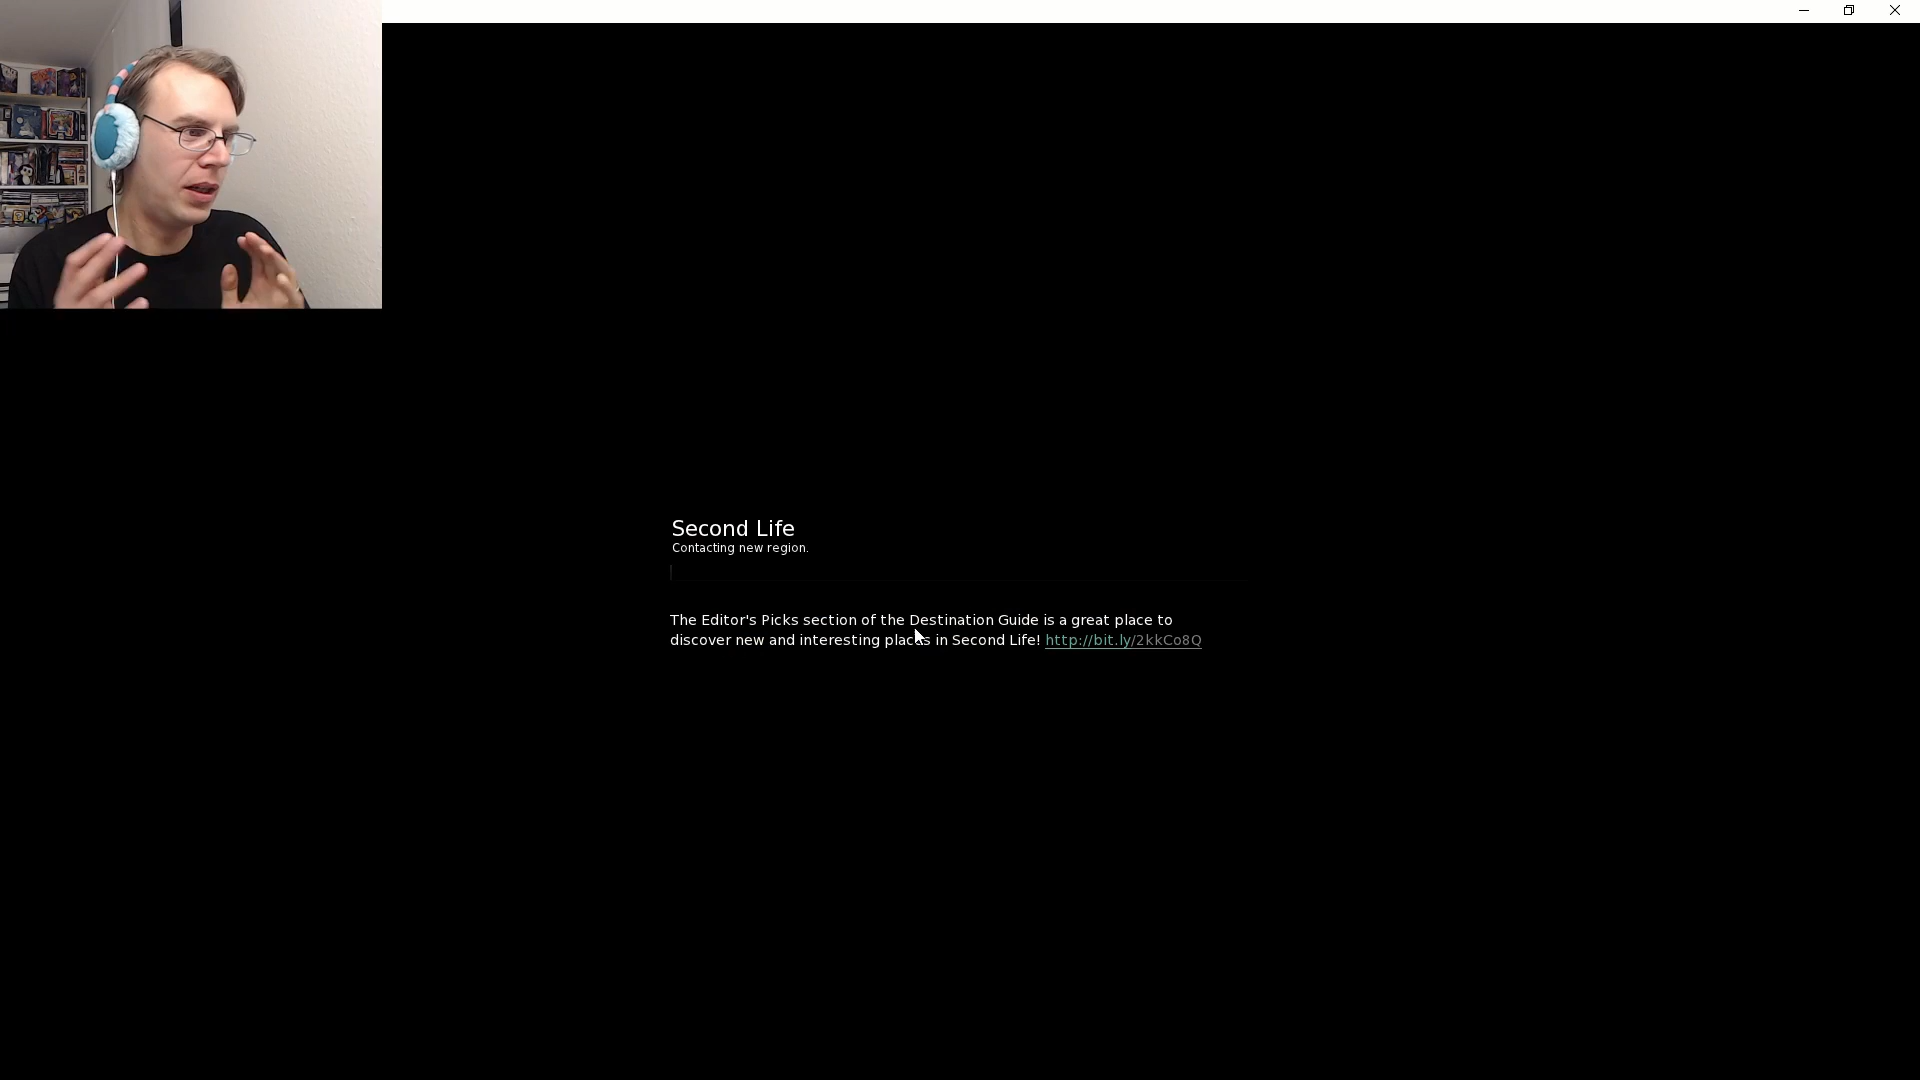 Second Life
Contacting new region.
The Editor's Picks section of the Destination Guide is a great place to
discover new and interesting places in Second Life! http://bit.ly/2kkCo8Q